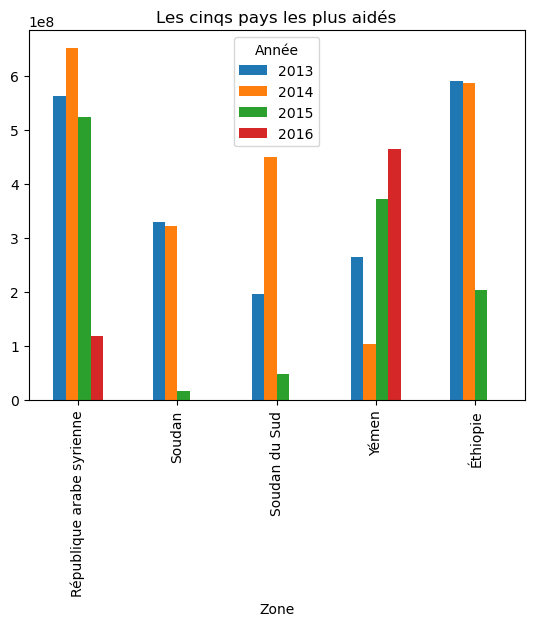 Les cinqs pays les plus aidés
1e8
Année
2013
2014
2015
2016
6
5
4
3
2
1
0
République arabe syrienne
Soudan
Soudan du Sud
Yémen
Éthiopie
Zone